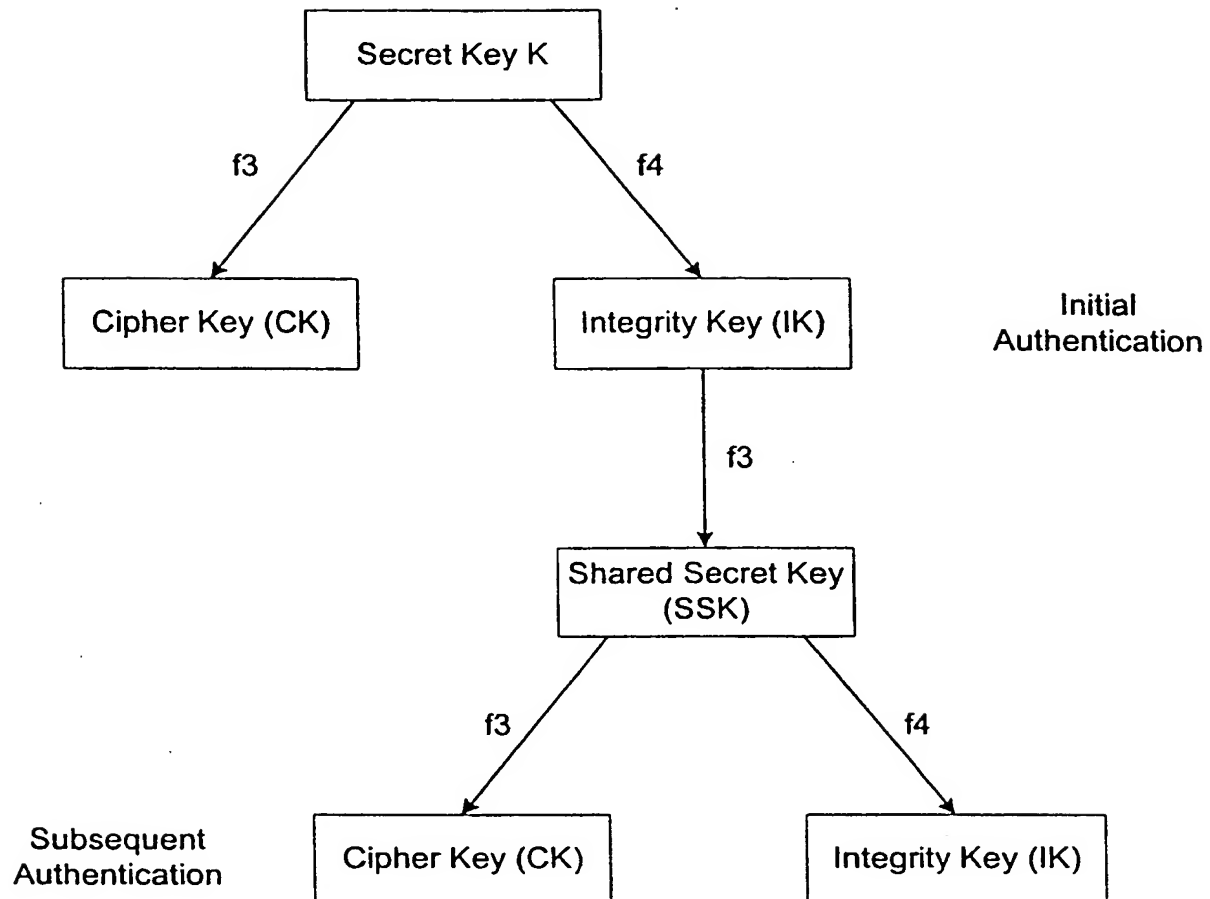 Secret Key K
f3
f4
Cipher Key (CK)
Integrity Key (IK)
Initial
Authentication
f3
Shared Secret Key
(SSK)
f3
f4
Subsequent
Authentication
Cipher Key (CK)
Integrity Key (IK)